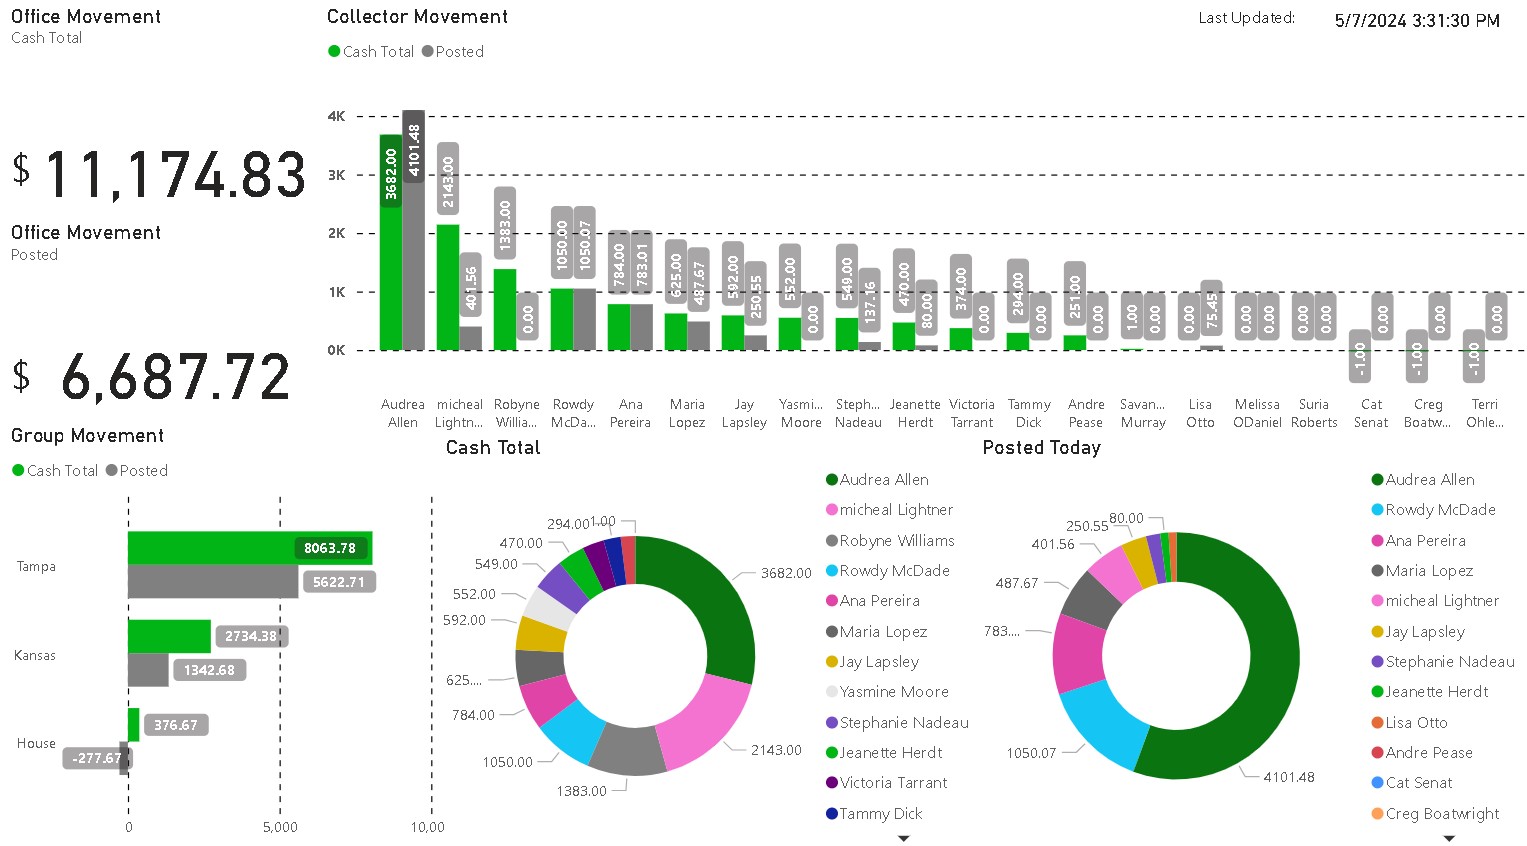 Office Movement
Cash Total
$ 11,174.83
Office Movement
Posted
$ 6,687.72
Collector Movement
Cash Total Posted
Last Updated: 5/7/2024 3:31:30 PM
4K
3K
2K
1K
0K
3682.00
4101.48
2143.00
401.56
1383.00
0.00
1050.00
1050.07
784.00
783.01
625.00
487.67
592.00
250.55
552.00
0.00
549.00
137.16
470.00
80.00
374.00
0.00
294.00
0.00
251.00
0.00
1.00
0.00
0.00
75.45
0.00
0.00
0.00
0.00
-1.00
0.00
-1.00
0.00
-1.00
0.00
Audrea Allen
micheal Lightn...
Robyne Willia...
Rowdy McDa...
Ana Pereira
Maria Lopez
Jay Lapsley
Yasmi... Moore
Steph... Nadeau
Jeanette Herdt
Victoria Tarrant
Tammy Dick
Andre Pease
Savan... Murray
Lisa Otto
Melissa ODaniel
Suria Roberts
Cat Senat
Creg Boatw...
Terri Ohle...
Group Movement
Cash Total Posted
Tampa
8063.78
5622.71
Kansas
2734.38
1342.68
House
376.67
-277.67
0
5,000
10,00
Cash Total
3682.00
2143.00
1383.00
1050.00
784.00
625....
592.00
552.00
549.00
470.00
294.00
1.00
Audrea Allen
micheal Lightner
Robyne Williams
Rowdy McDade
Ana Pereira
Maria Lopez
Jay Lapsley
Yasmine Moore
Stephanie Nadeau
Jeanette Herdt
Victoria Tarrant
Tammy Dick
Posted Today
4101.48
1050.07
783....
487.67
401.56
250.55
80.00
Audrea Allen
Rowdy McDade
Ana Pereira
Maria Lopez
micheal Lightner
Jay Lapsley
Stephanie Nadeau
Jeanette Herdt
Lisa Otto
Andre Pease
Cat Senat
Creg Boatwright